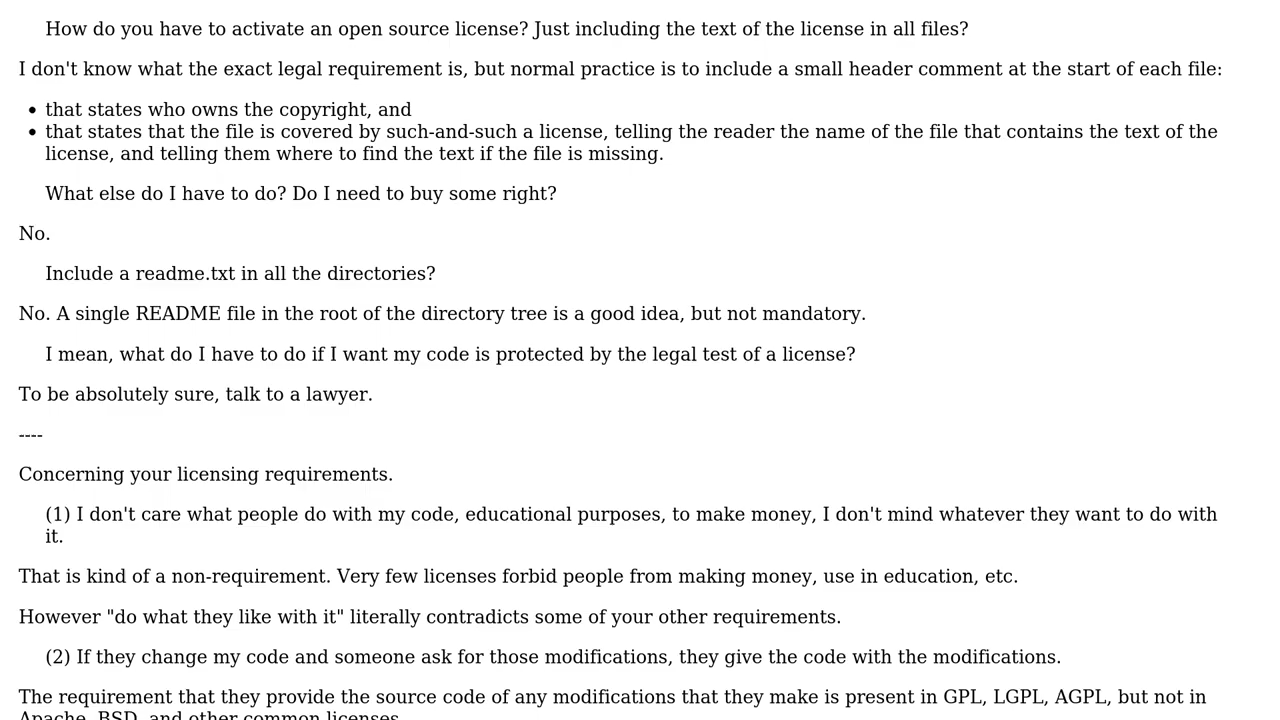 How do you have to activate an open source license? Just including the text of the license in all files?
I don't know what the exact legal requirement is, but normal practice is to include a small header comment at the start of each file:
• that states who owns the copyright, and
• that states that the file is covered by such-and-such a license, telling the reader the name of the file that contains the text of the
license, and telling them where to find the text if the file is missing.
What else do I have to do? Do I need to buy some right?
No.
Include a readme.txt in all the directories?
No. A single README file in the root of the directory tree is a good idea, but not mandatory.
I mean, what do I have to do if I want my code is protected by the legal test of a license?
To be absolutely sure, talk to a lawyer.
----
Concerning your licensing requirements.
(1) I don't care what people do with my code, educational purposes, to make money, I don't mind whatever they want to do with
it.
That is kind of a non-requirement. Very few licenses forbid people from making money, use in education, etc.
However "do what they like with it" literally contradicts some of your other requirements.
(2) If they change my code and someone ask for those modifications, they give the code with the modifications.
The requirement that they provide the source code of any modifications that they make is present in GPL, LGPL, AGPL, but not in
Apache, BSD, and other common licenses.